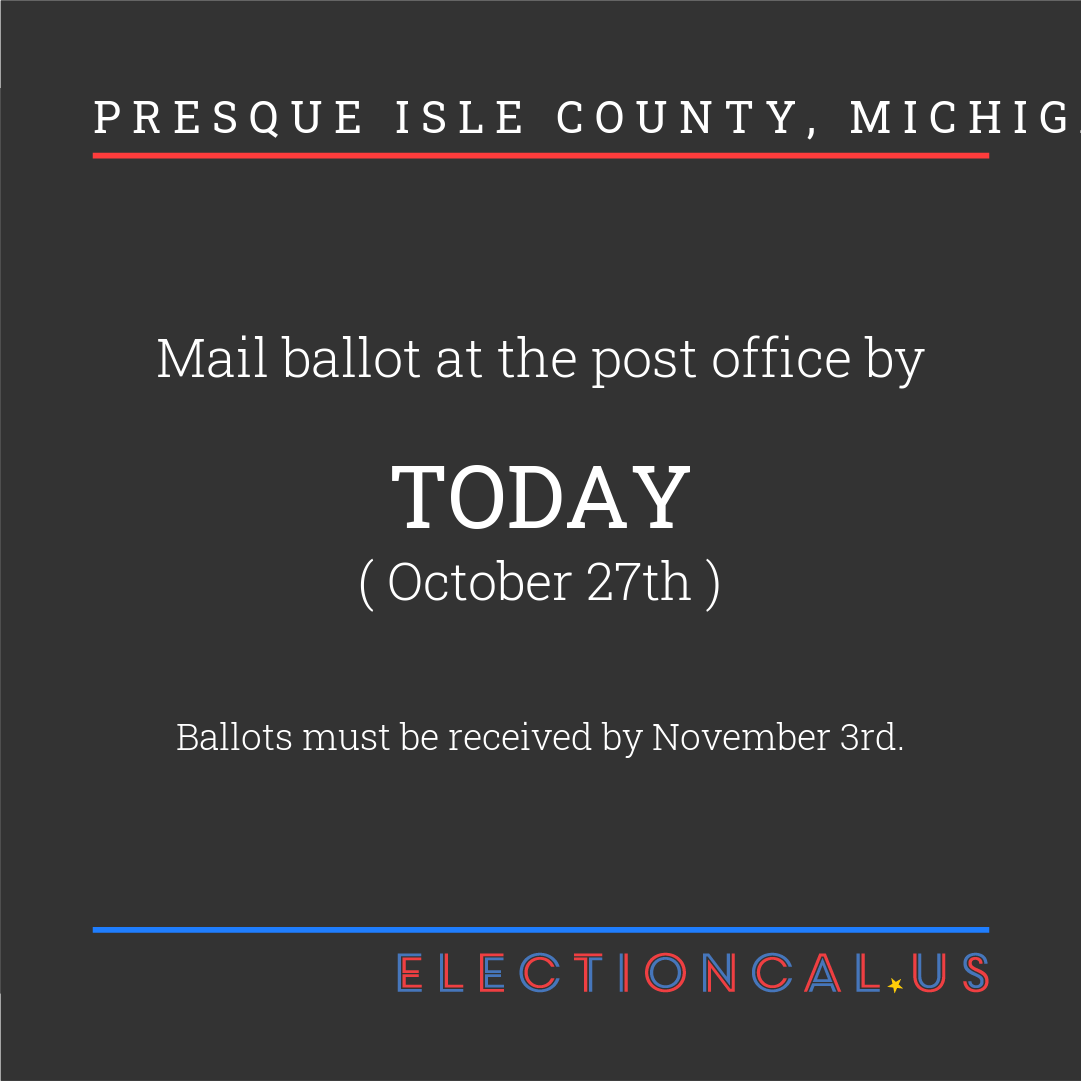 PRESQUE ISLE COUNTY, MICHIG
Mail ballot at the post office by
TODAY
( October 27th )
Ballots must be received by November 3rd.
ELECTIONCAL.US